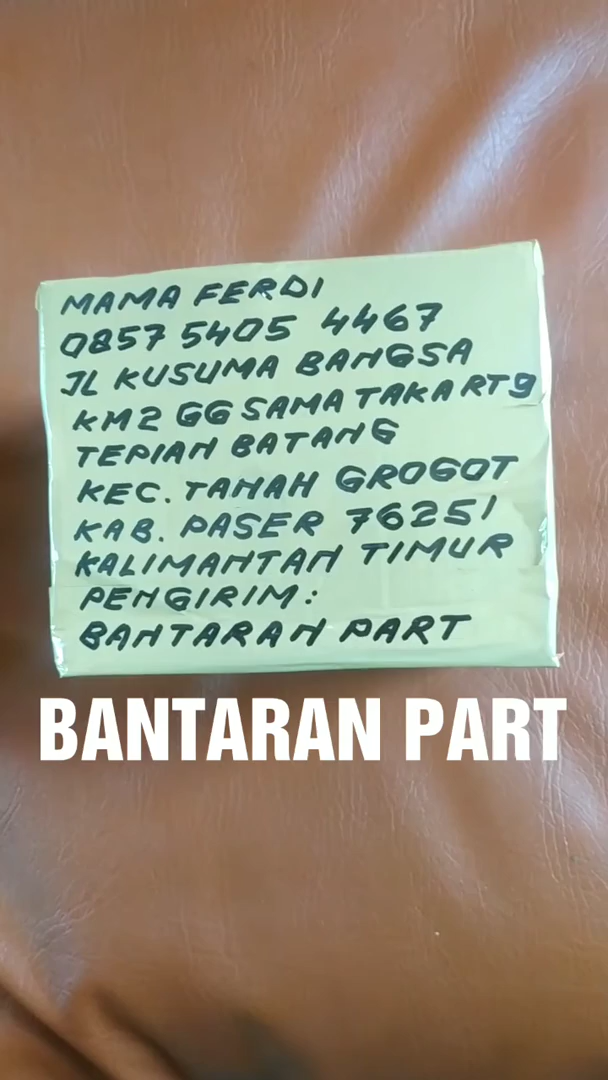 MAMA FERDI
0857 5405 4467
JL KUSUMA BANGSA
KM2 GG SAMA TAKA RT9
TEPIAN BATANG
KEC. TANAH GROGOT
KAB. PASER 76251
KALIMANTAN TIMUR
PENGIRIM:
BANTARAN PART
BANTARAN PART